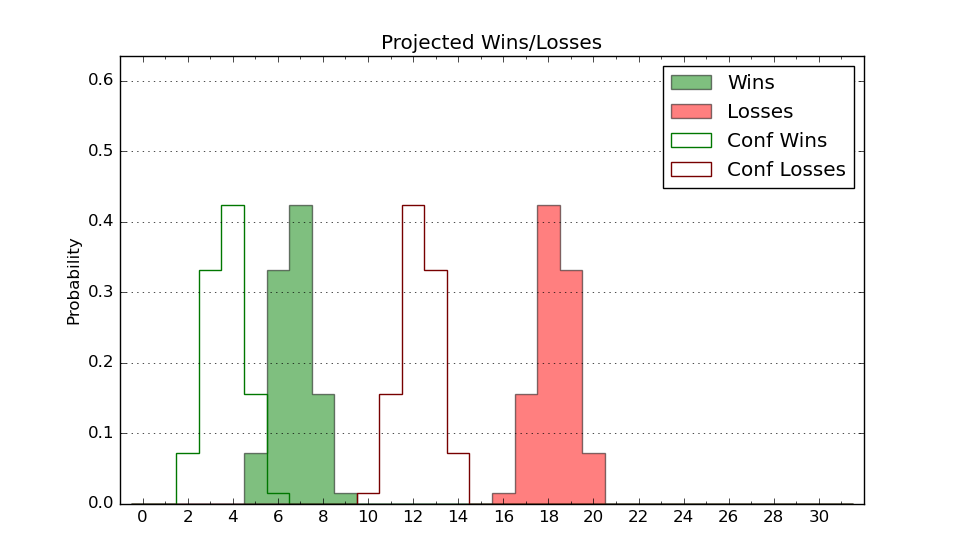 Projected Wins/Losses
Probability
0.6
0.5
0.4
0.3
0.2
0.1
0.0
0 2 4 6 8 10 12 14 16 18 20 22 24 26 28 30
Wins
Losses
Conf Wins
Conf Losses